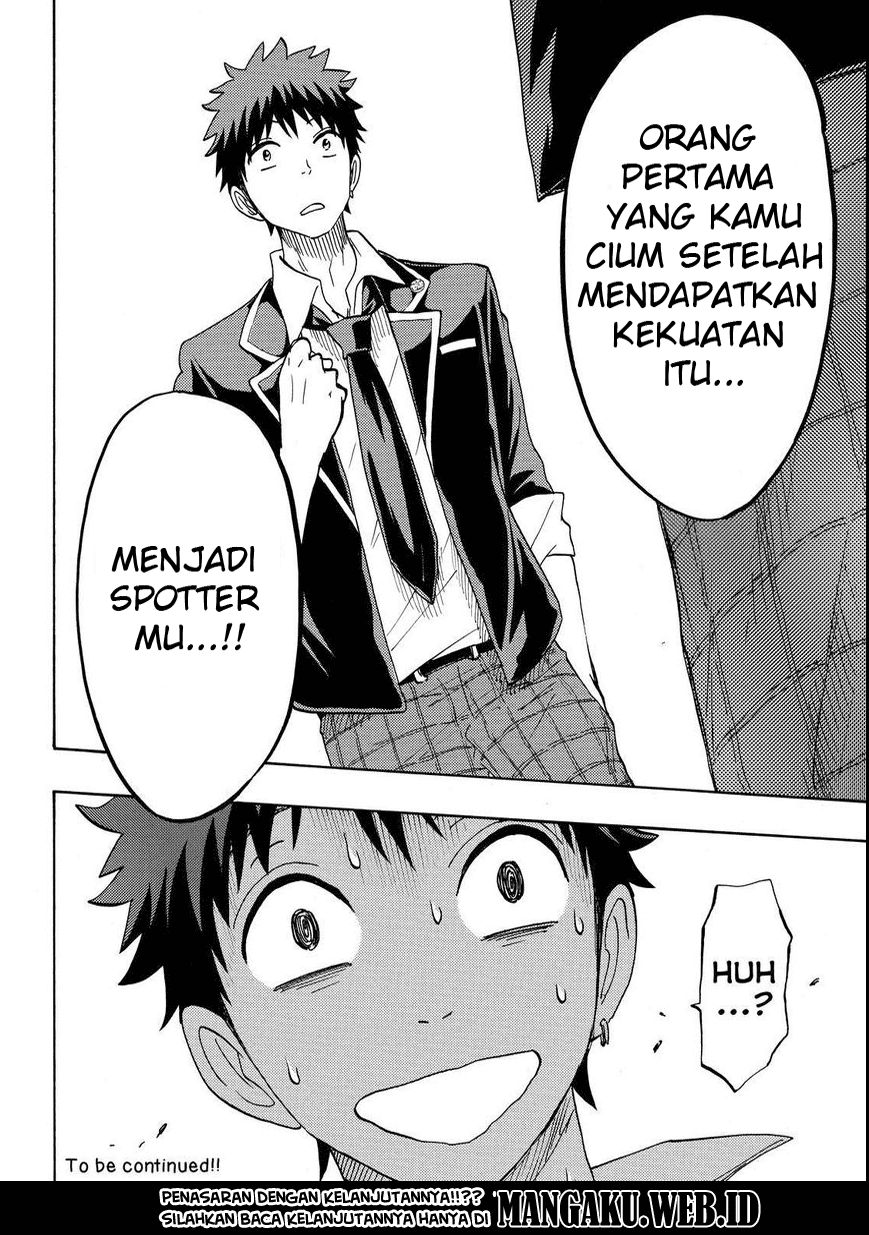 ORANG
PERTAMA
YANG KAMU
CIUM SETELAH
MENDAPATKAN
KEKUATAN
ITU...
MENJADI
SPOTTER
MU...!!
HUH
...?
To be continued!!
PENASARAN DENGAN KELANJUTANNYA!!??
SILAHKAN BACA KELANJUTANNYA HANYA DI
MANGAKU.WEB.ID